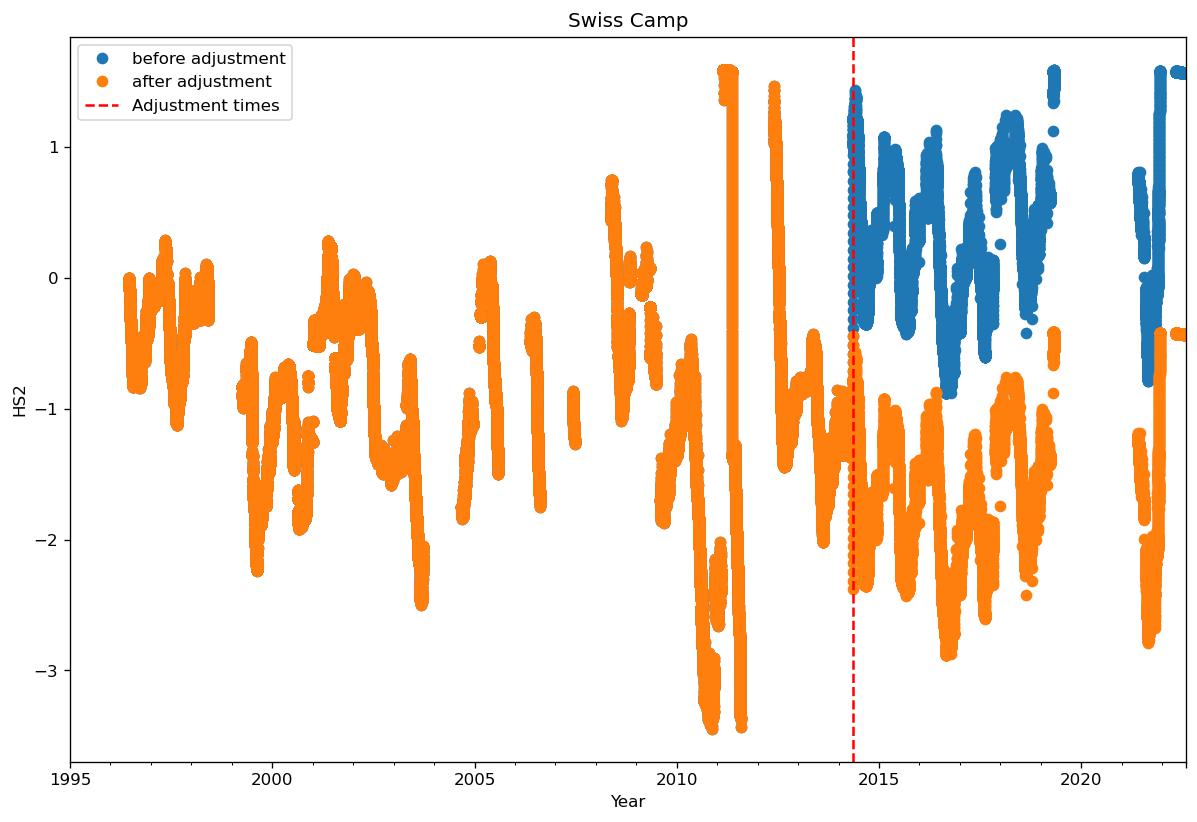 Swiss Camp
before adjustment
after adjustment
Adjustment times
HS2
1
0
−1
−2
−3
1995
2000
2005
2010
2015
2020
Year